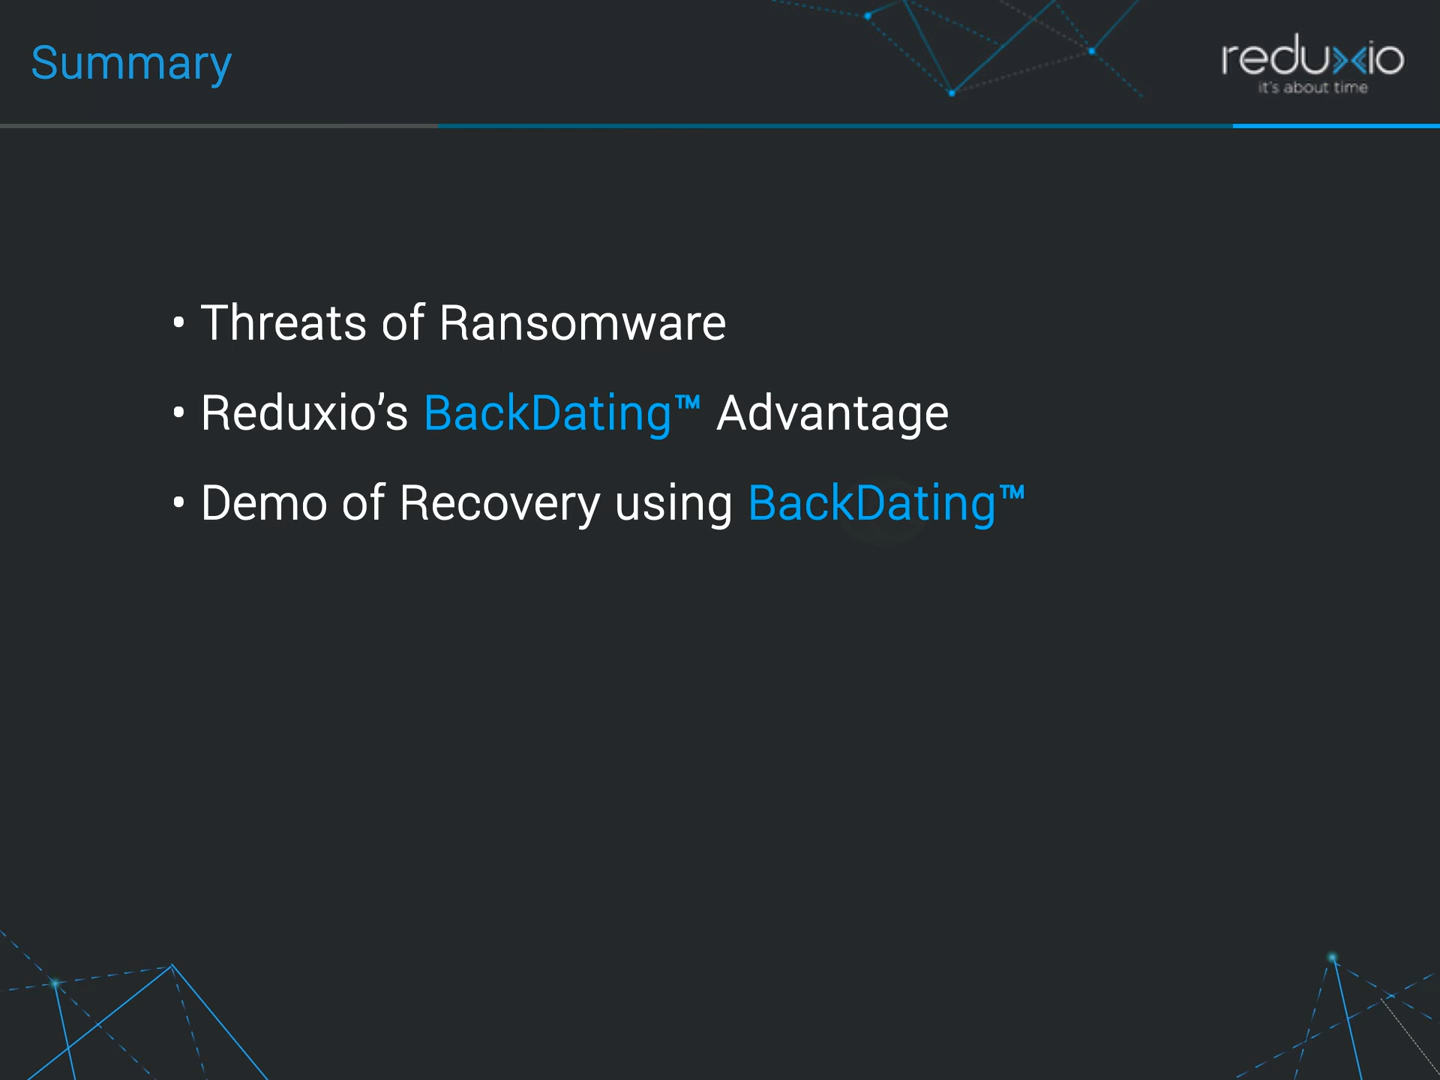 Summary
reduxio
it's about time
• Threats of Ransomware
• Reduxio’s BackDating™ Advantage
• Demo of Recovery using BackDating™